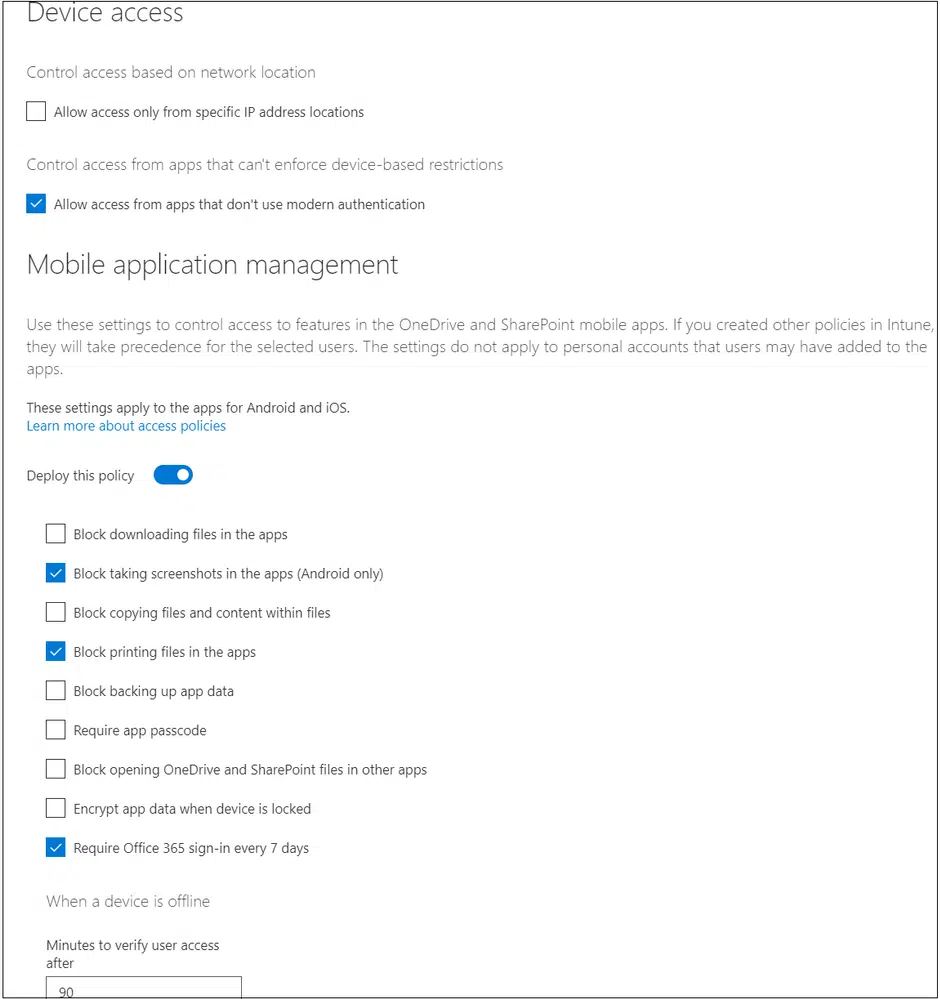 Device access
Control access based on network location
Allow access only from specific IP address locations
Control access from apps that can't enforce device-based restrictions
Allow access from apps that don't use modern authentication
Mobile application management
Use these settings to control access to features in the OneDrive and SharePoint mobile apps. If you created other policies in Intune,
they will take precedence for the selected users. The settings do not apply to personal accounts that users may have added to the
apps.
These settings apply to the apps for Android and iOS.
Learn more about access policies
Deploy this policy
Block downloading files in the apps
Block taking screenshots in the apps (Android only)
Block copying files and content within files
Block printing files in the apps
Block backing up app data
Require app passcode
Block opening OneDrive and SharePoint files in other apps
Encrypt app data when device is locked
Require Office 365 sign-in every 7 days
When a device is offline
Minutes to verify user access
after
90